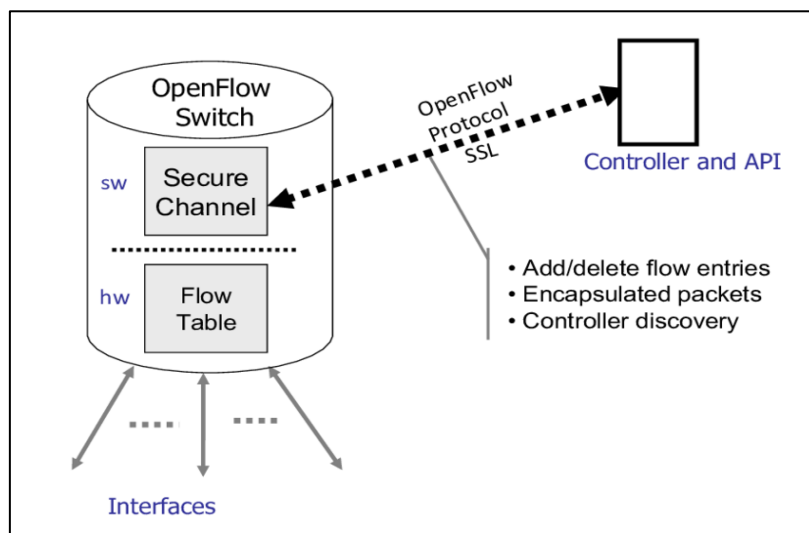 OpenFlow
Switch
sw
Secure
Channel
hw
Flow
Table
Interfaces
OpenFlow
Protocol
SSL
Controller and API
• Add/delete flow entries
• Encapsulated packets
• Controller discovery